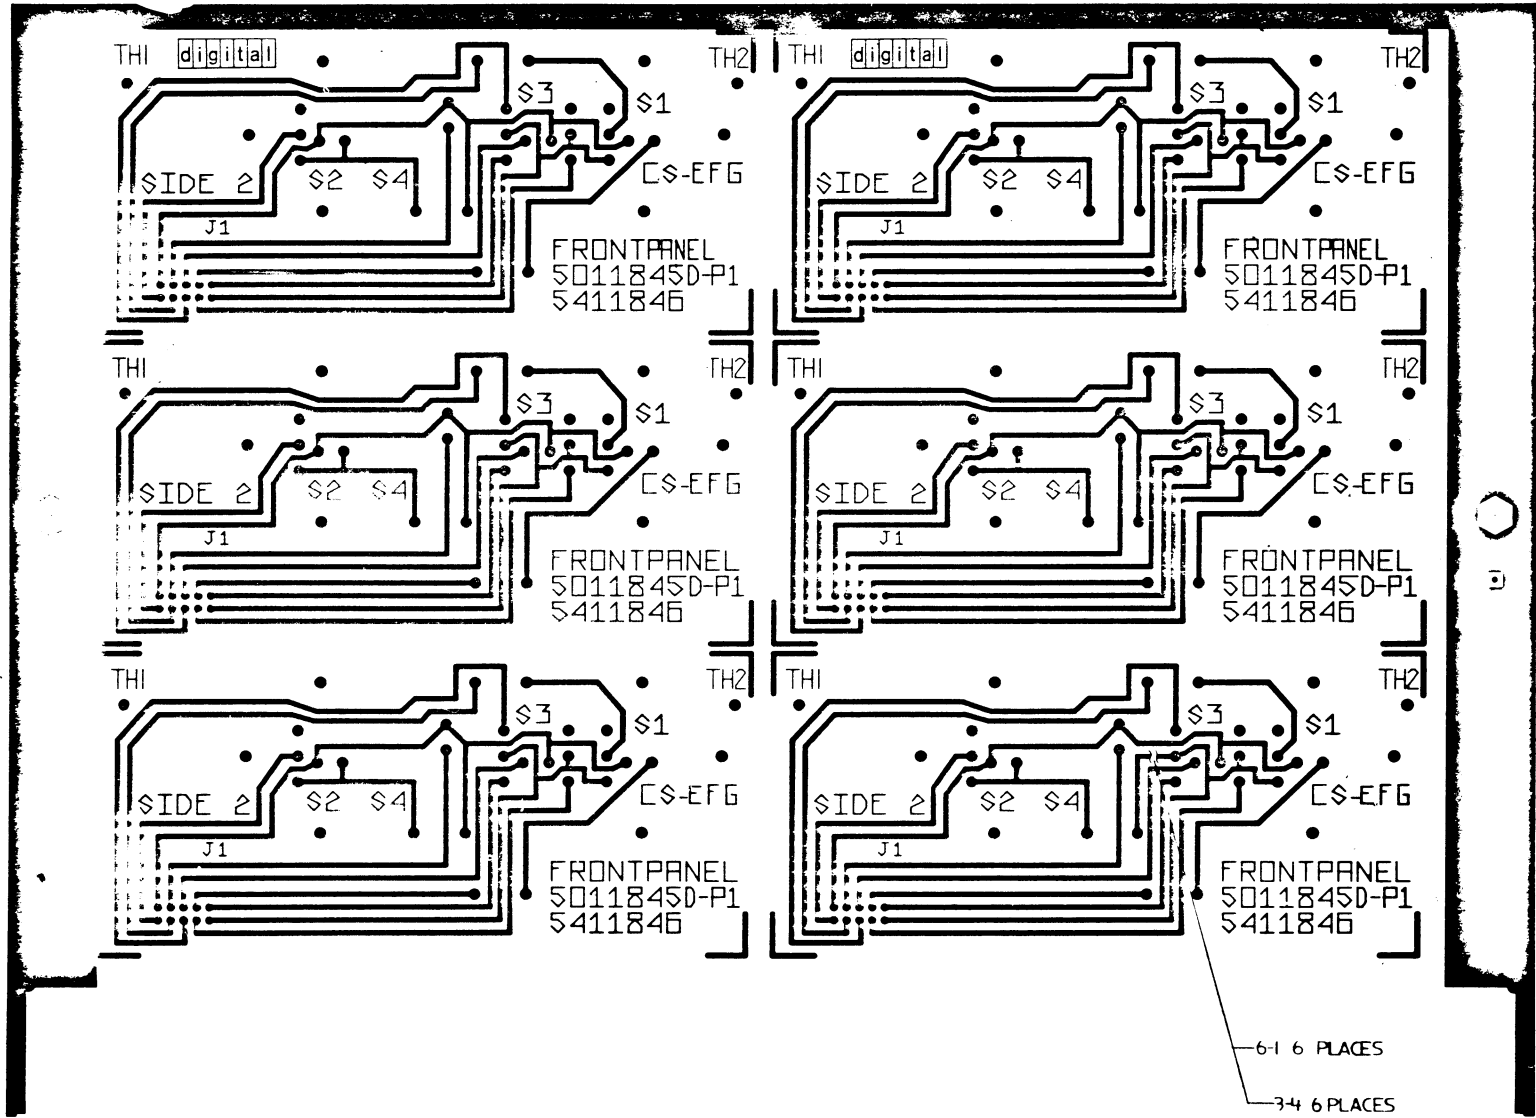 TH1 digital TH2
S3 S1
SIDE 2 S2 S4 CS-EFG
J1
FRONTPANEL
5011845D-P1
5411846
TH1 digital TH2
S3 S1
SIDE 2 S2 S4 CS-EFG
J1
FRONTPANEL
5011845D-P1
5411846
TH1 TH2
S3 S1
SIDE 2 S2 S4 CS-EFG
J1
FRONTPANEL
5011845D-P1
5411846
TH1 TH2
S3 S1
SIDE 2 S2 S4 CS-EFG
J1
FRONTPANEL
5011845D-P1
5411846
TH1 TH2
S3 S1
SIDE 2 S2 S4 CS-EFG
J1
FRONTPANEL
5011845D-P1
5411846
TH1 TH2
S3 S1
SIDE 2 S2 S4 CS-EFG
J1
FRONTPANEL
5011845D-P1
5411846
6-1 6 PLACES
3-4 6 PLACES